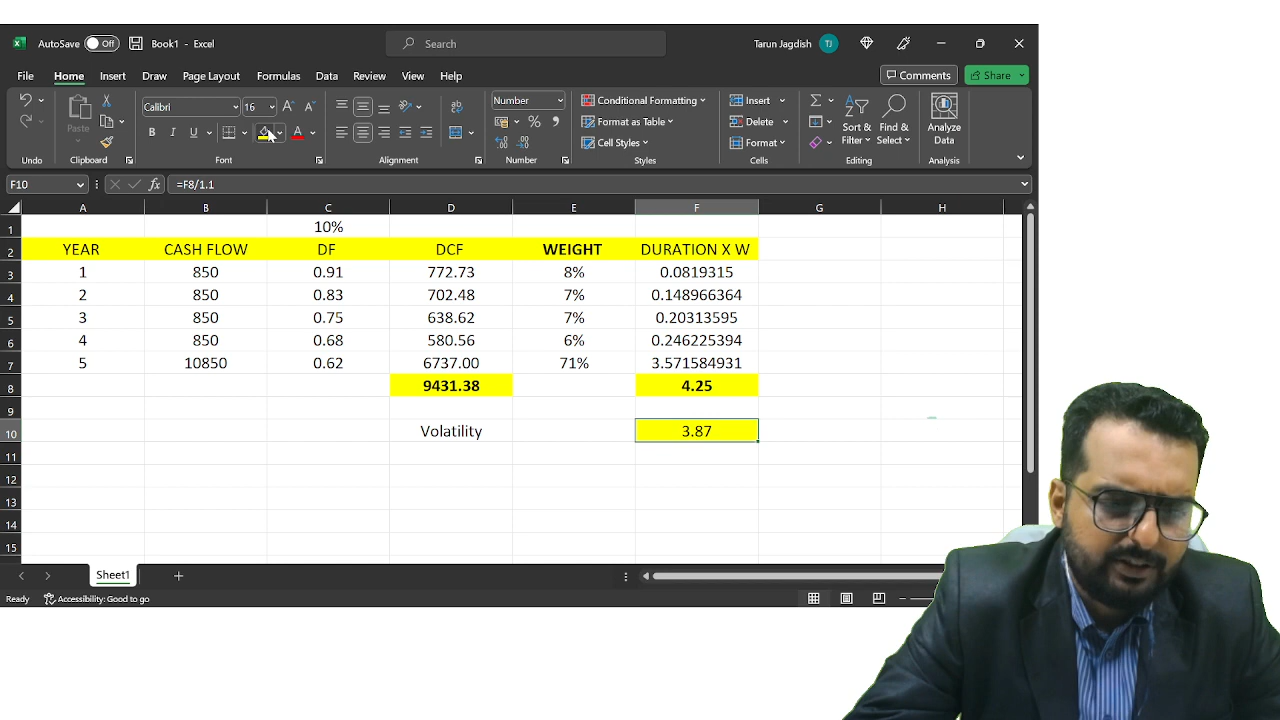 AutoSave Off Book1 - Excel Search Tarun Jagdish TJ
File Home Insert Draw Page Layout Formulas Data Review View Help Comments Share
Calibri 16 Number Conditional Formatting Insert
Paste B I U A Format as Table Delete Sort & Filter Find & Select Analyze Data
Cell Styles Format
Undo Clipboard Font Alignment Number Styles Cells Editing Analysis
F10 fx =F8/1.1
A B C D E F G H
1 10%
2 YEAR CASH FLOW DF DCF WEIGHT DURATION X W
3 1 850 0.91 772.73 8% 0.0819315
4 2 850 0.83 702.48 7% 0.148966364
5 3 850 0.75 638.62 7% 0.20313595
6 4 850 0.68 580.56 6% 0.246225394
7 5 10850 0.62 6737.00 71% 3.571584931
8 9431.38 4.25
9
10 Volatility 3.87
11
12
13
14
15
Sheet1
Ready Accessibility: Good to go